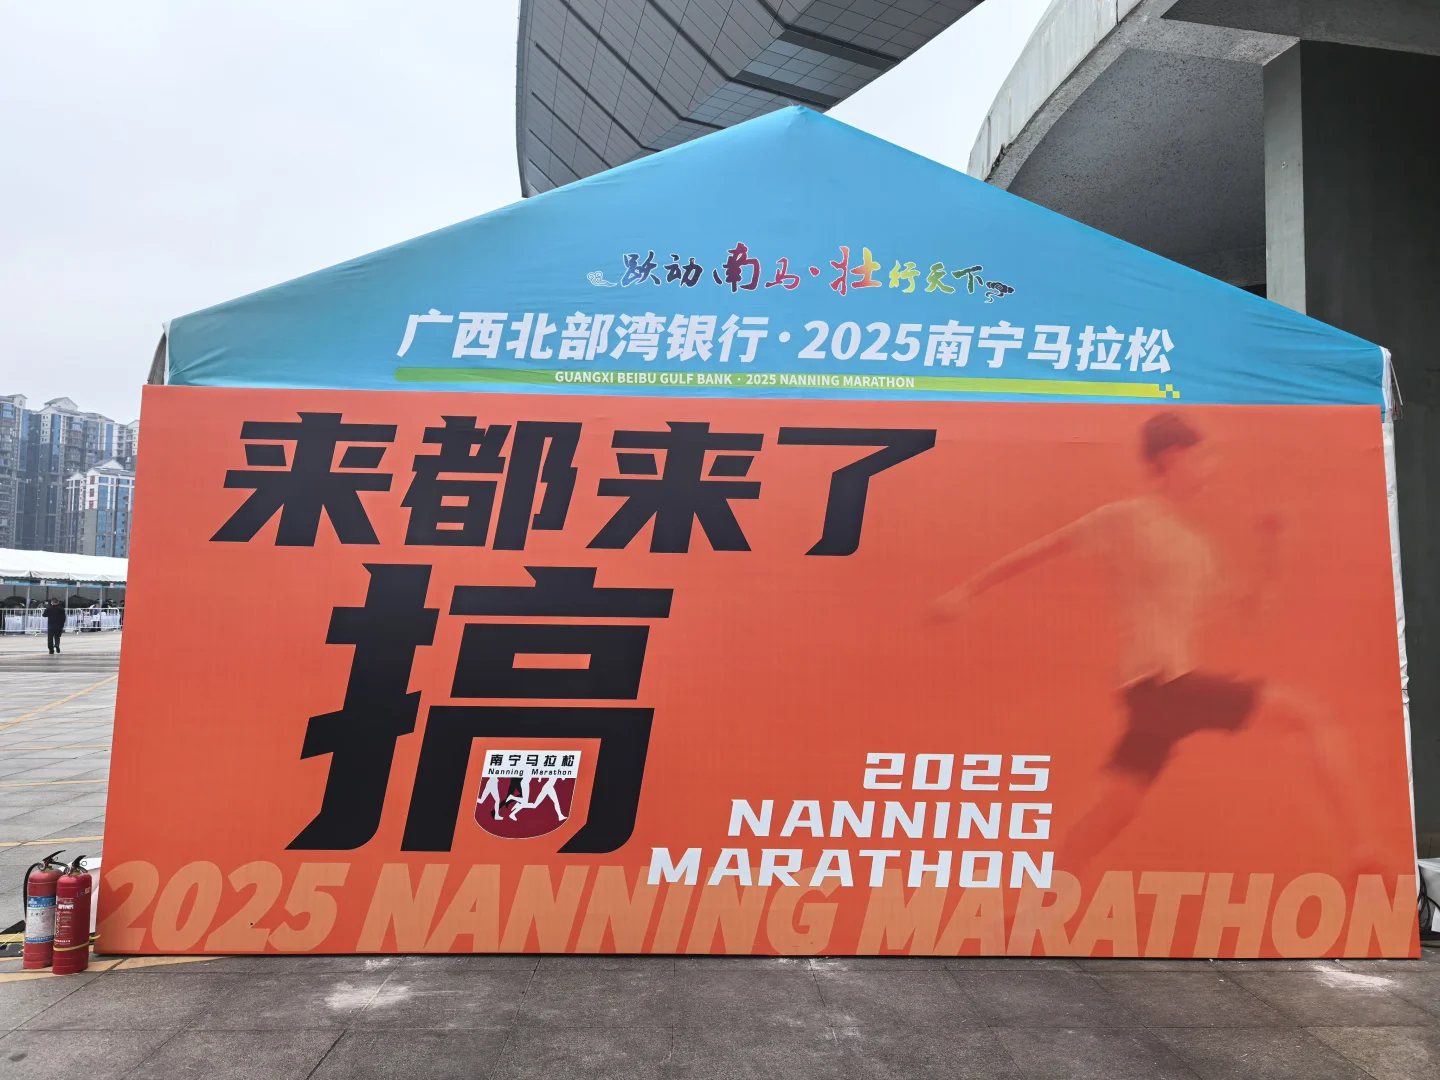 跃动南马·壮行天下
广西北部湾银行·2025南宁马拉松
GUANGXI BEIBU GULF BANK · 2025 NANNING MARATHON
来都来了
搞
南宁马拉松
Nanning Marathon
2025
NANNING
MARATHON
2025 NANNING MARATHON